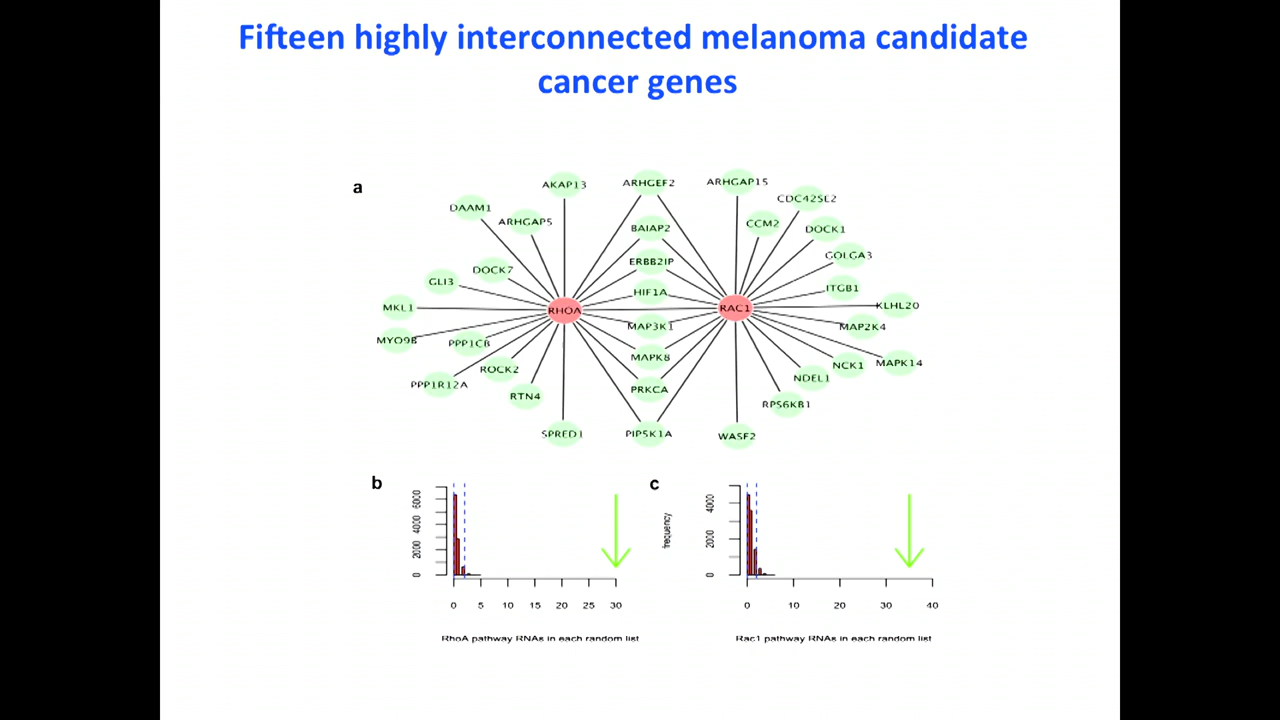 Fifteen highly interconnected melanoma candidate
cancer genes
a
AKAP13
ARHGEF2
ARHGAP15
CDC42SE2
DAAM1
ARHGAP5
BAIAP2
CCM2
DOCK1
ERBB2IP
GOLGA3
DOCK7
GLI3
HIF1A
ITGB1
MKL1
RHOA
RAC1
KLHL20
MAP3K1
MAP2K4
MYO9B
PPP1CB
MAPK8
ROCK2
NCK1
MAPK14
PPP1R12A
PRKCA
NDEL1
RTN4
RPS6KB1
SPRED1
PIP5K1A
WASF2
b
0 2000 4000 6000
0 5 10 15 20 25 30
RhoA pathway RNAs in each random list
c
frequency
0 2000 4000
0 10 20 30 40
Rac1 pathway RNAs in each random list